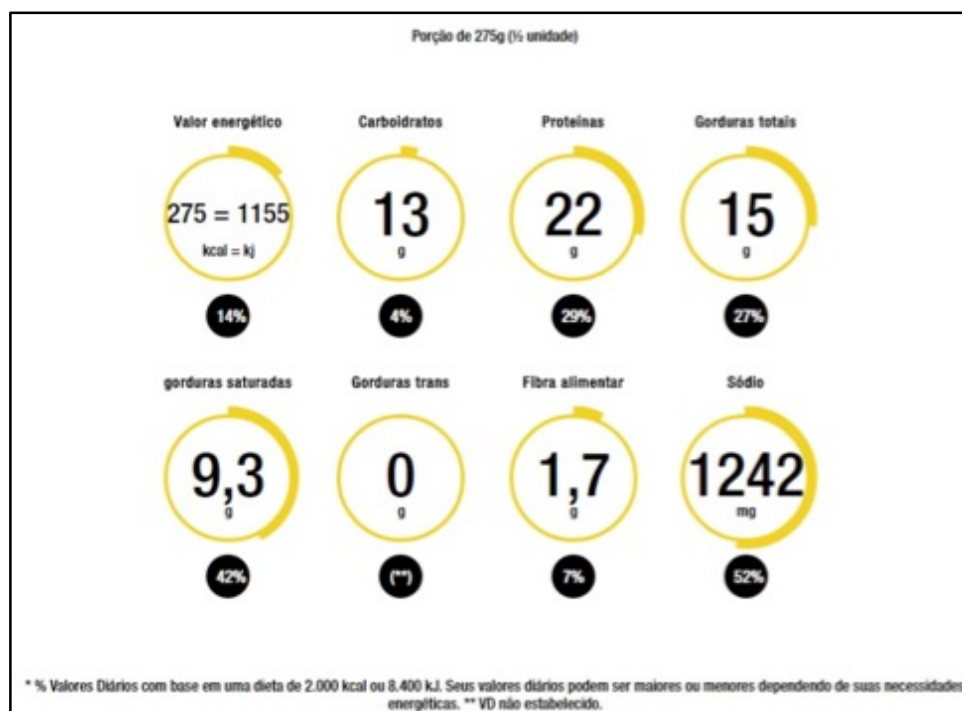 Porção de 275g (½ unidade)
Valor energético Carboidratos Proteínas Gorduras totais
275 = 1155 13 22 15
kcal = kj g g g
14% 4% 29% 27%
gorduras saturadas Gorduras trans Fibra alimentar Sódio
9,3 0 1,7 1242
g g g mg
42% (**) 7% 52%
* % Valores Diários com base em uma dieta de 2.000 kcal ou 8.400 kJ. Seus valores diários podem ser maiores ou menores dependendo de suas necessidades
energéticas. ** VD não estabelecido.